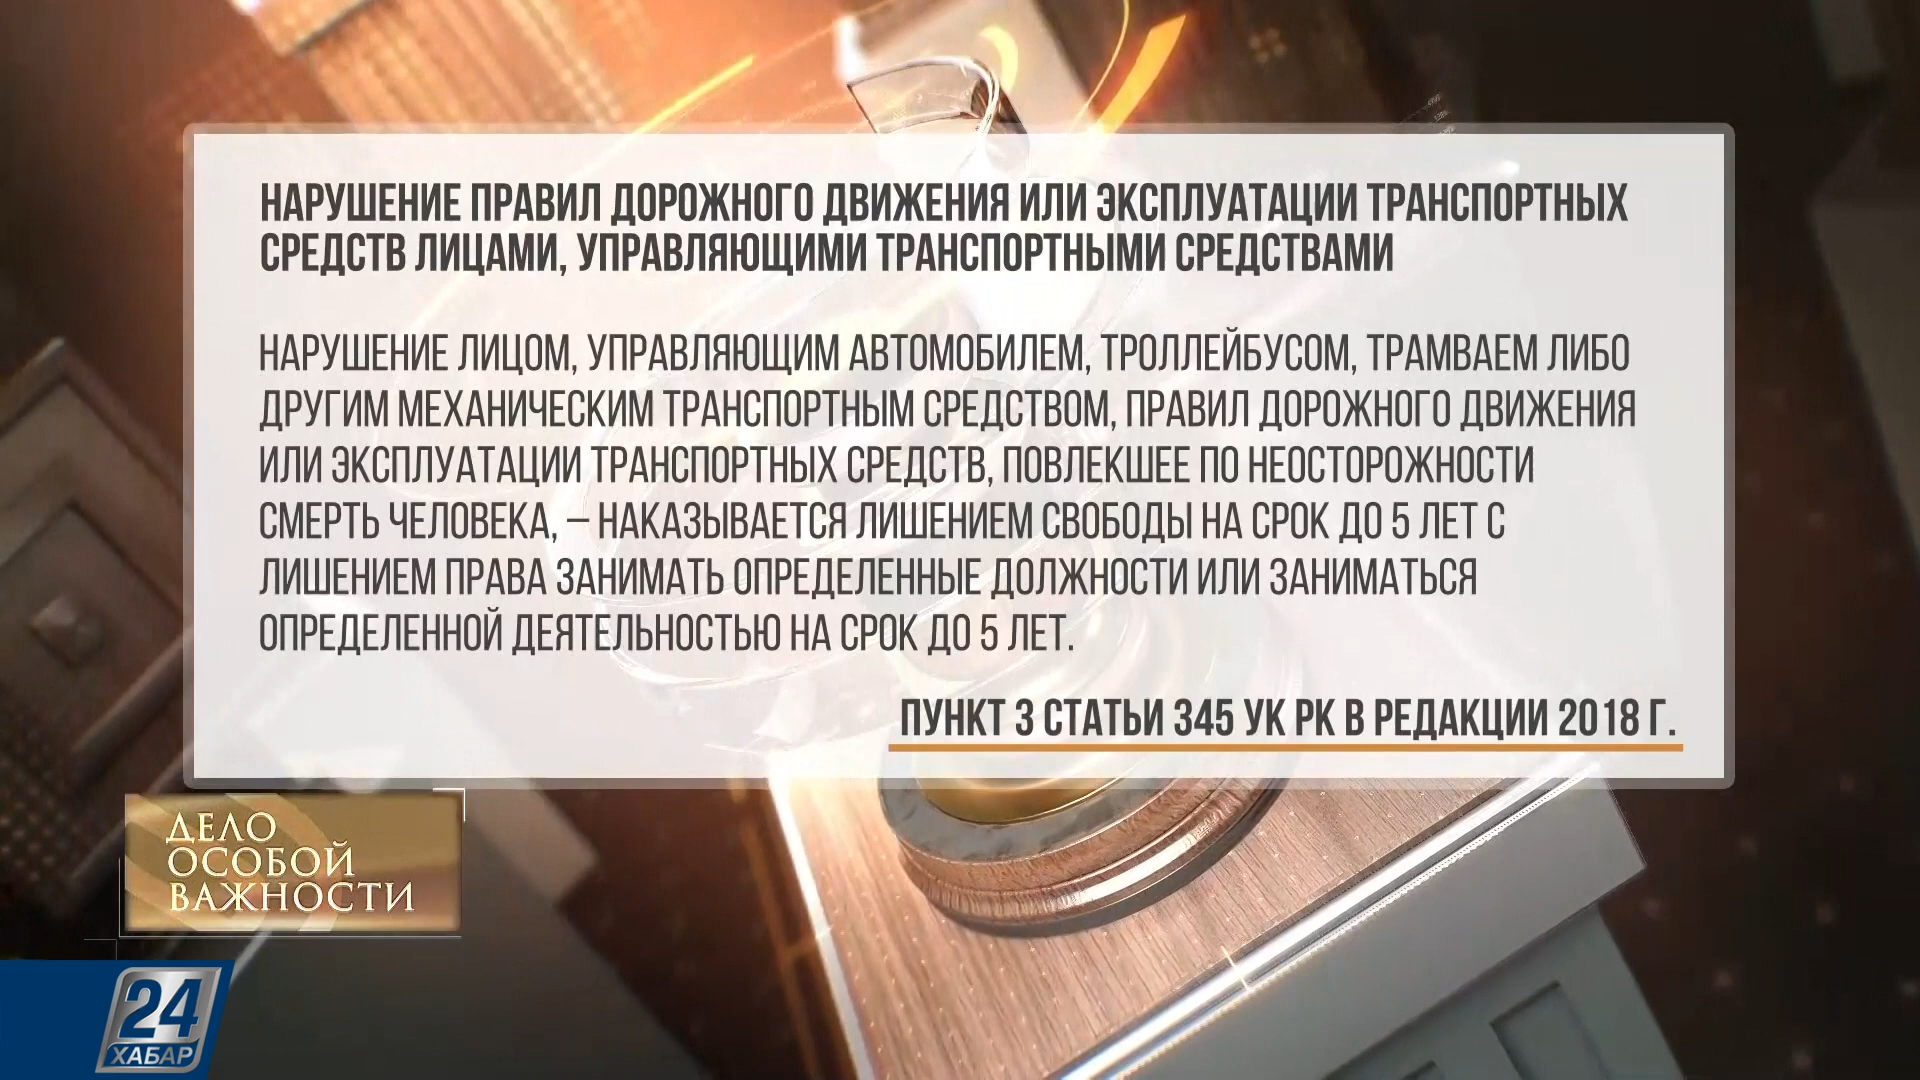 НАРУШЕНИЕ ПРАВИЛ ДОРОЖНОГО ДВИЖЕНИЯ ИЛИ ЭКСПЛУАТАЦИИ ТРАНСПОРТНЫХ
СРЕДСТВ ЛИЦАМИ, УПРАВЛЯЮЩИМИ ТРАНСПОРТНЫМИ СРЕДСТВАМИ
НАРУШЕНИЕ ЛИЦОМ, УПРАВЛЯЮЩИМ АВТОМОБИЛЕМ, ТРОЛЛЕЙБУСОМ, ТРАМВАЕМ ЛИБО
ДРУГИМ МЕХАНИЧЕСКИМ ТРАНСПОРТНЫМ СРЕДСТВОМ, ПРАВИЛ ДОРОЖНОГО ДВИЖЕНИЯ
ИЛИ ЭКСПЛУАТАЦИИ ТРАНСПОРТНЫХ СРЕДСТВ, ПОВЛЕКШЕЕ ПО НЕОСТОРОЖНОСТИ
СМЕРТЬ ЧЕЛОВЕКА, – НАКАЗЫВАЕТСЯ ЛИШЕНИЕМ СВОБОДЫ НА СРОК ДО 5 ЛЕТ С
ЛИШЕНИЕМ ПРАВА ЗАНИМАТЬ ОПРЕДЕЛЕННЫЕ ДОЛЖНОСТИ ИЛИ ЗАНИМАТЬСЯ
ОПРЕДЕЛЕННОЙ ДЕЯТЕЛЬНОСТЬЮ НА СРОК ДО 5 ЛЕТ.
ПУНКТ 3 СТАТЬИ 345 УК РК В РЕДАКЦИИ 2018 Г.
ДЕЛО
ОСОБОЙ
ВАЖНОСТИ
24
ХАБАР